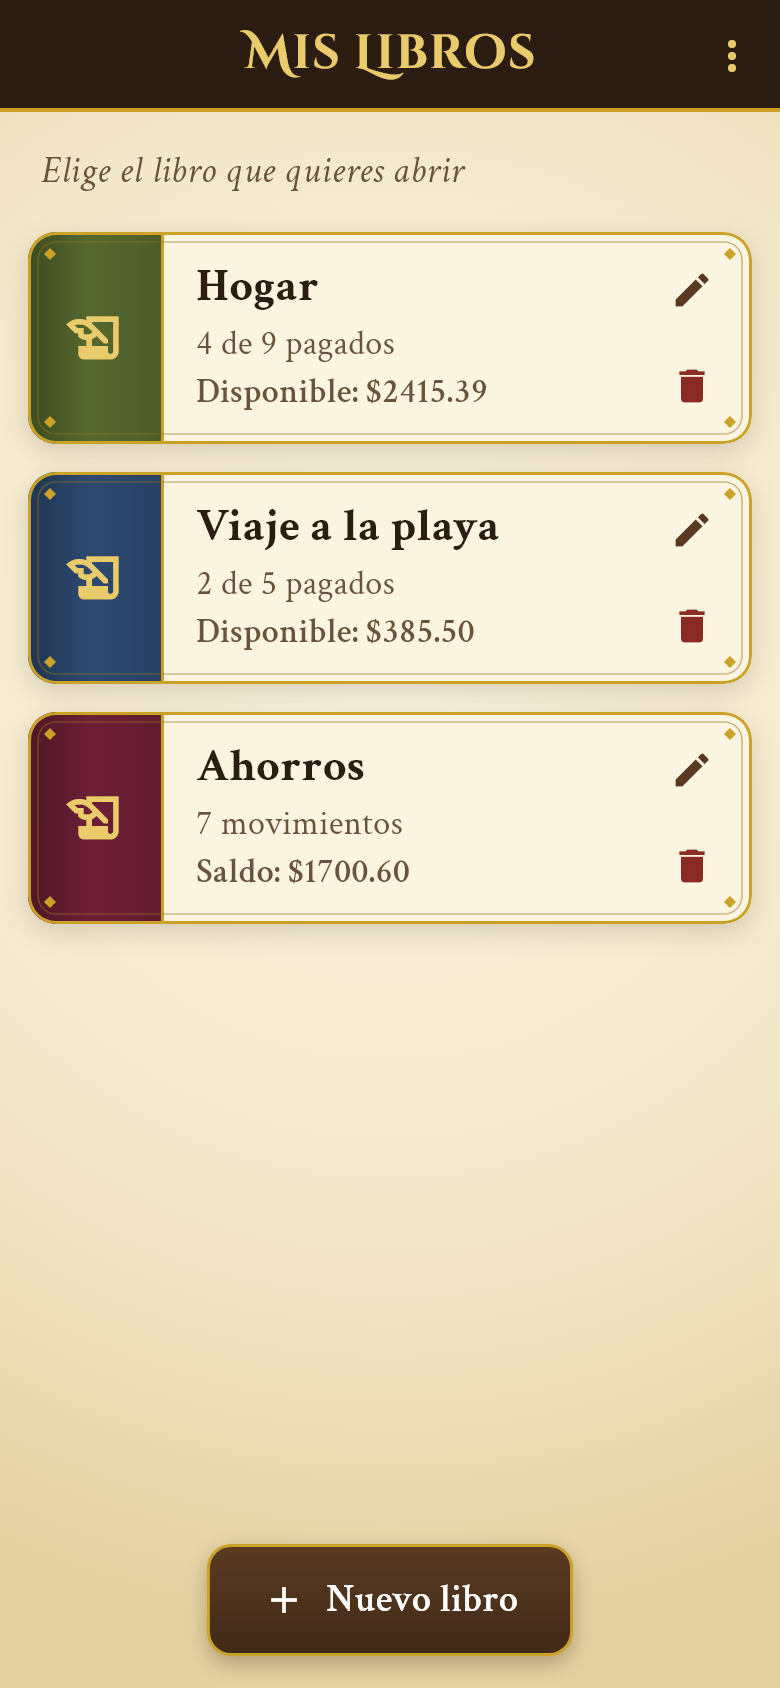 Mis Libros
Elige el libro que quieres abrir
Hogar
4 de 9 pagados
Disponible: $2415.39
Viaje a la playa
2 de 5 pagados
Disponible: $385.50
Ahorros
7 movimientos
Saldo: $1700.60
Nuevo libro